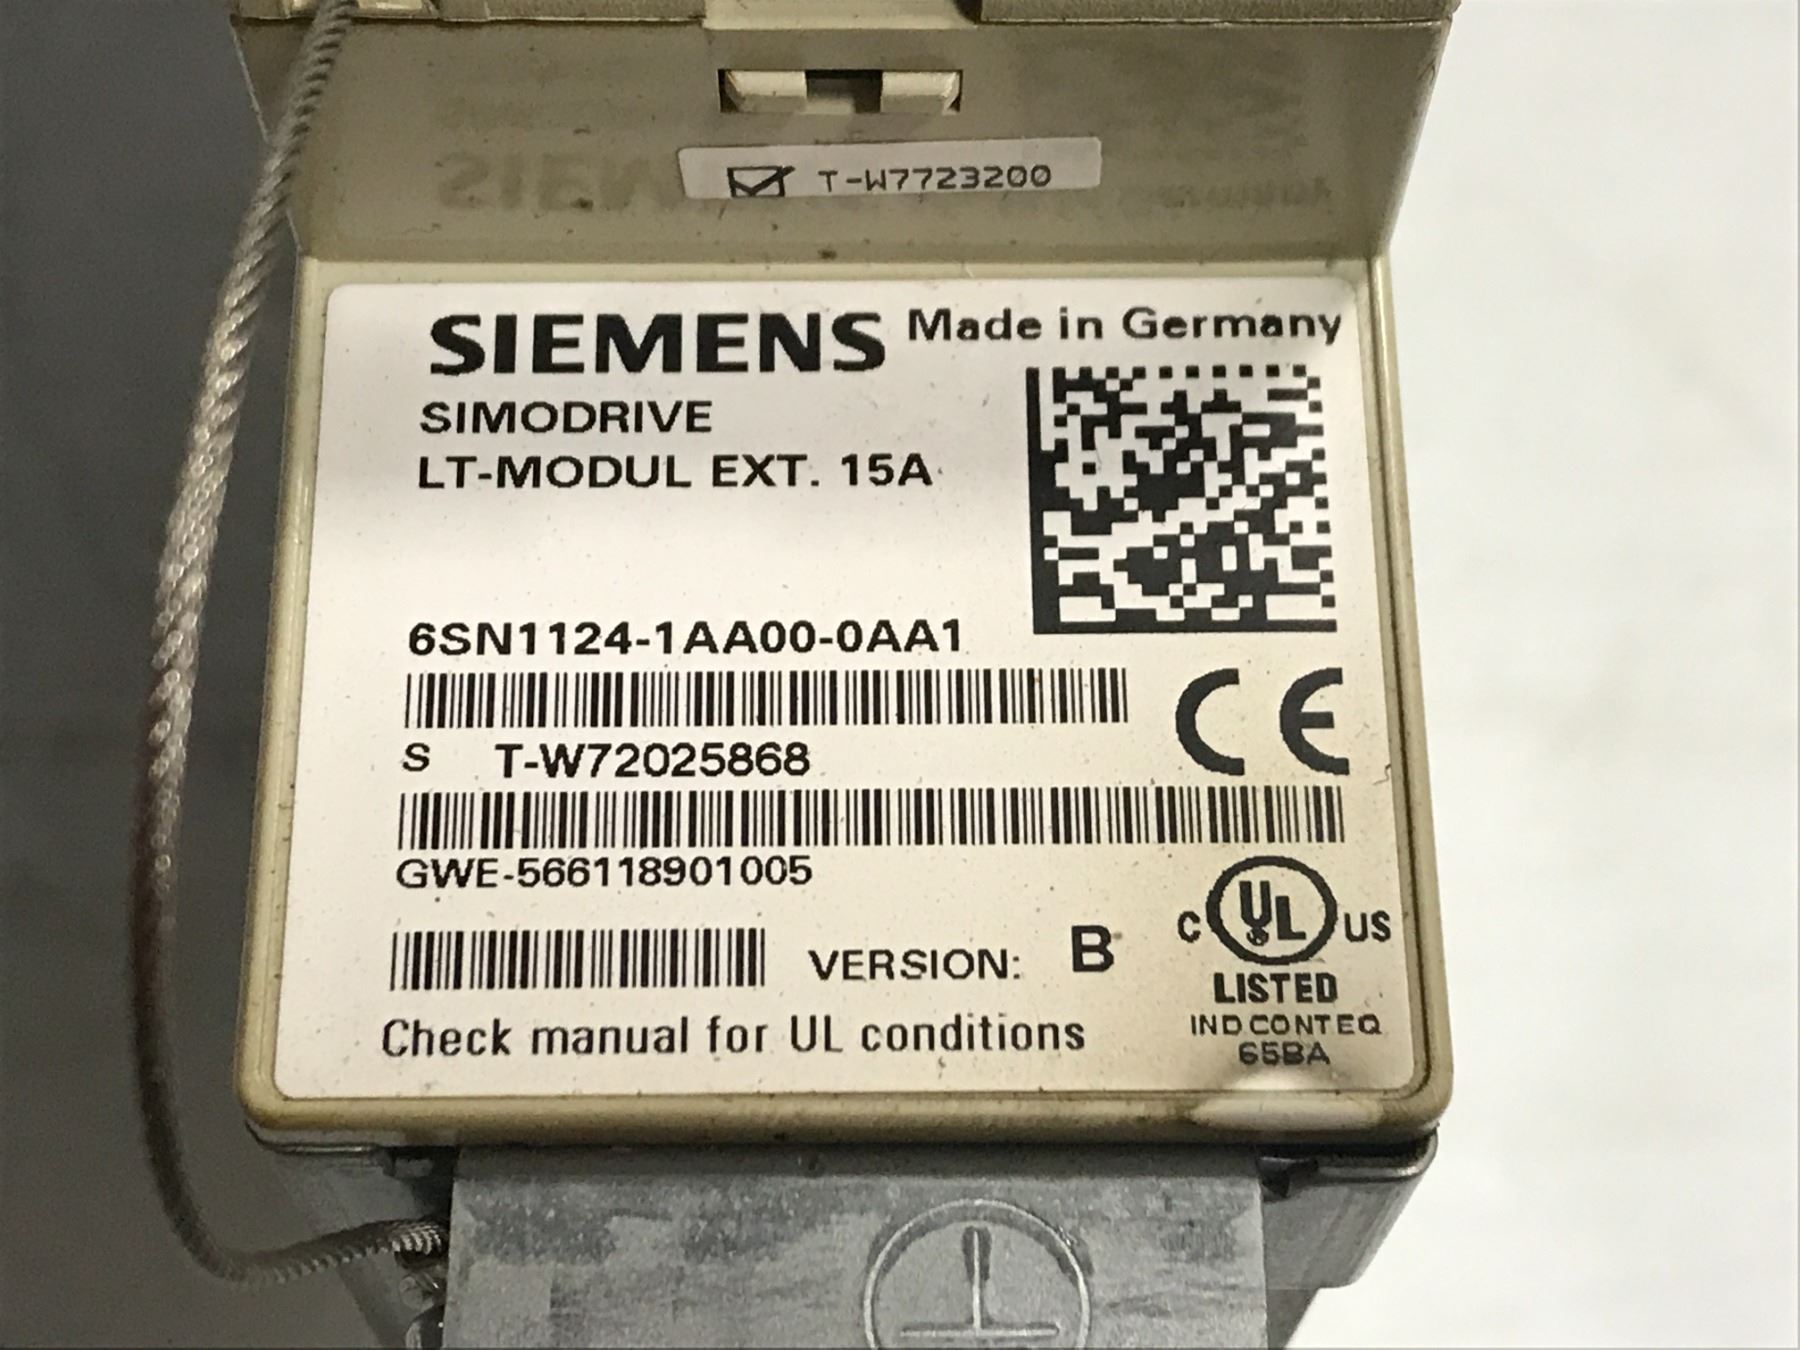 T-W7723200
SIEMENS Made in Germany
SIMODRIVE
LT-MODUL EXT. 15A
6SN1124-1AA00-0AA1
S T-W72025868
GWE-566118901005
VERSION: B
Check manual for UL conditions
CE
C UL US
LISTED
IND CONT EQ
65BA